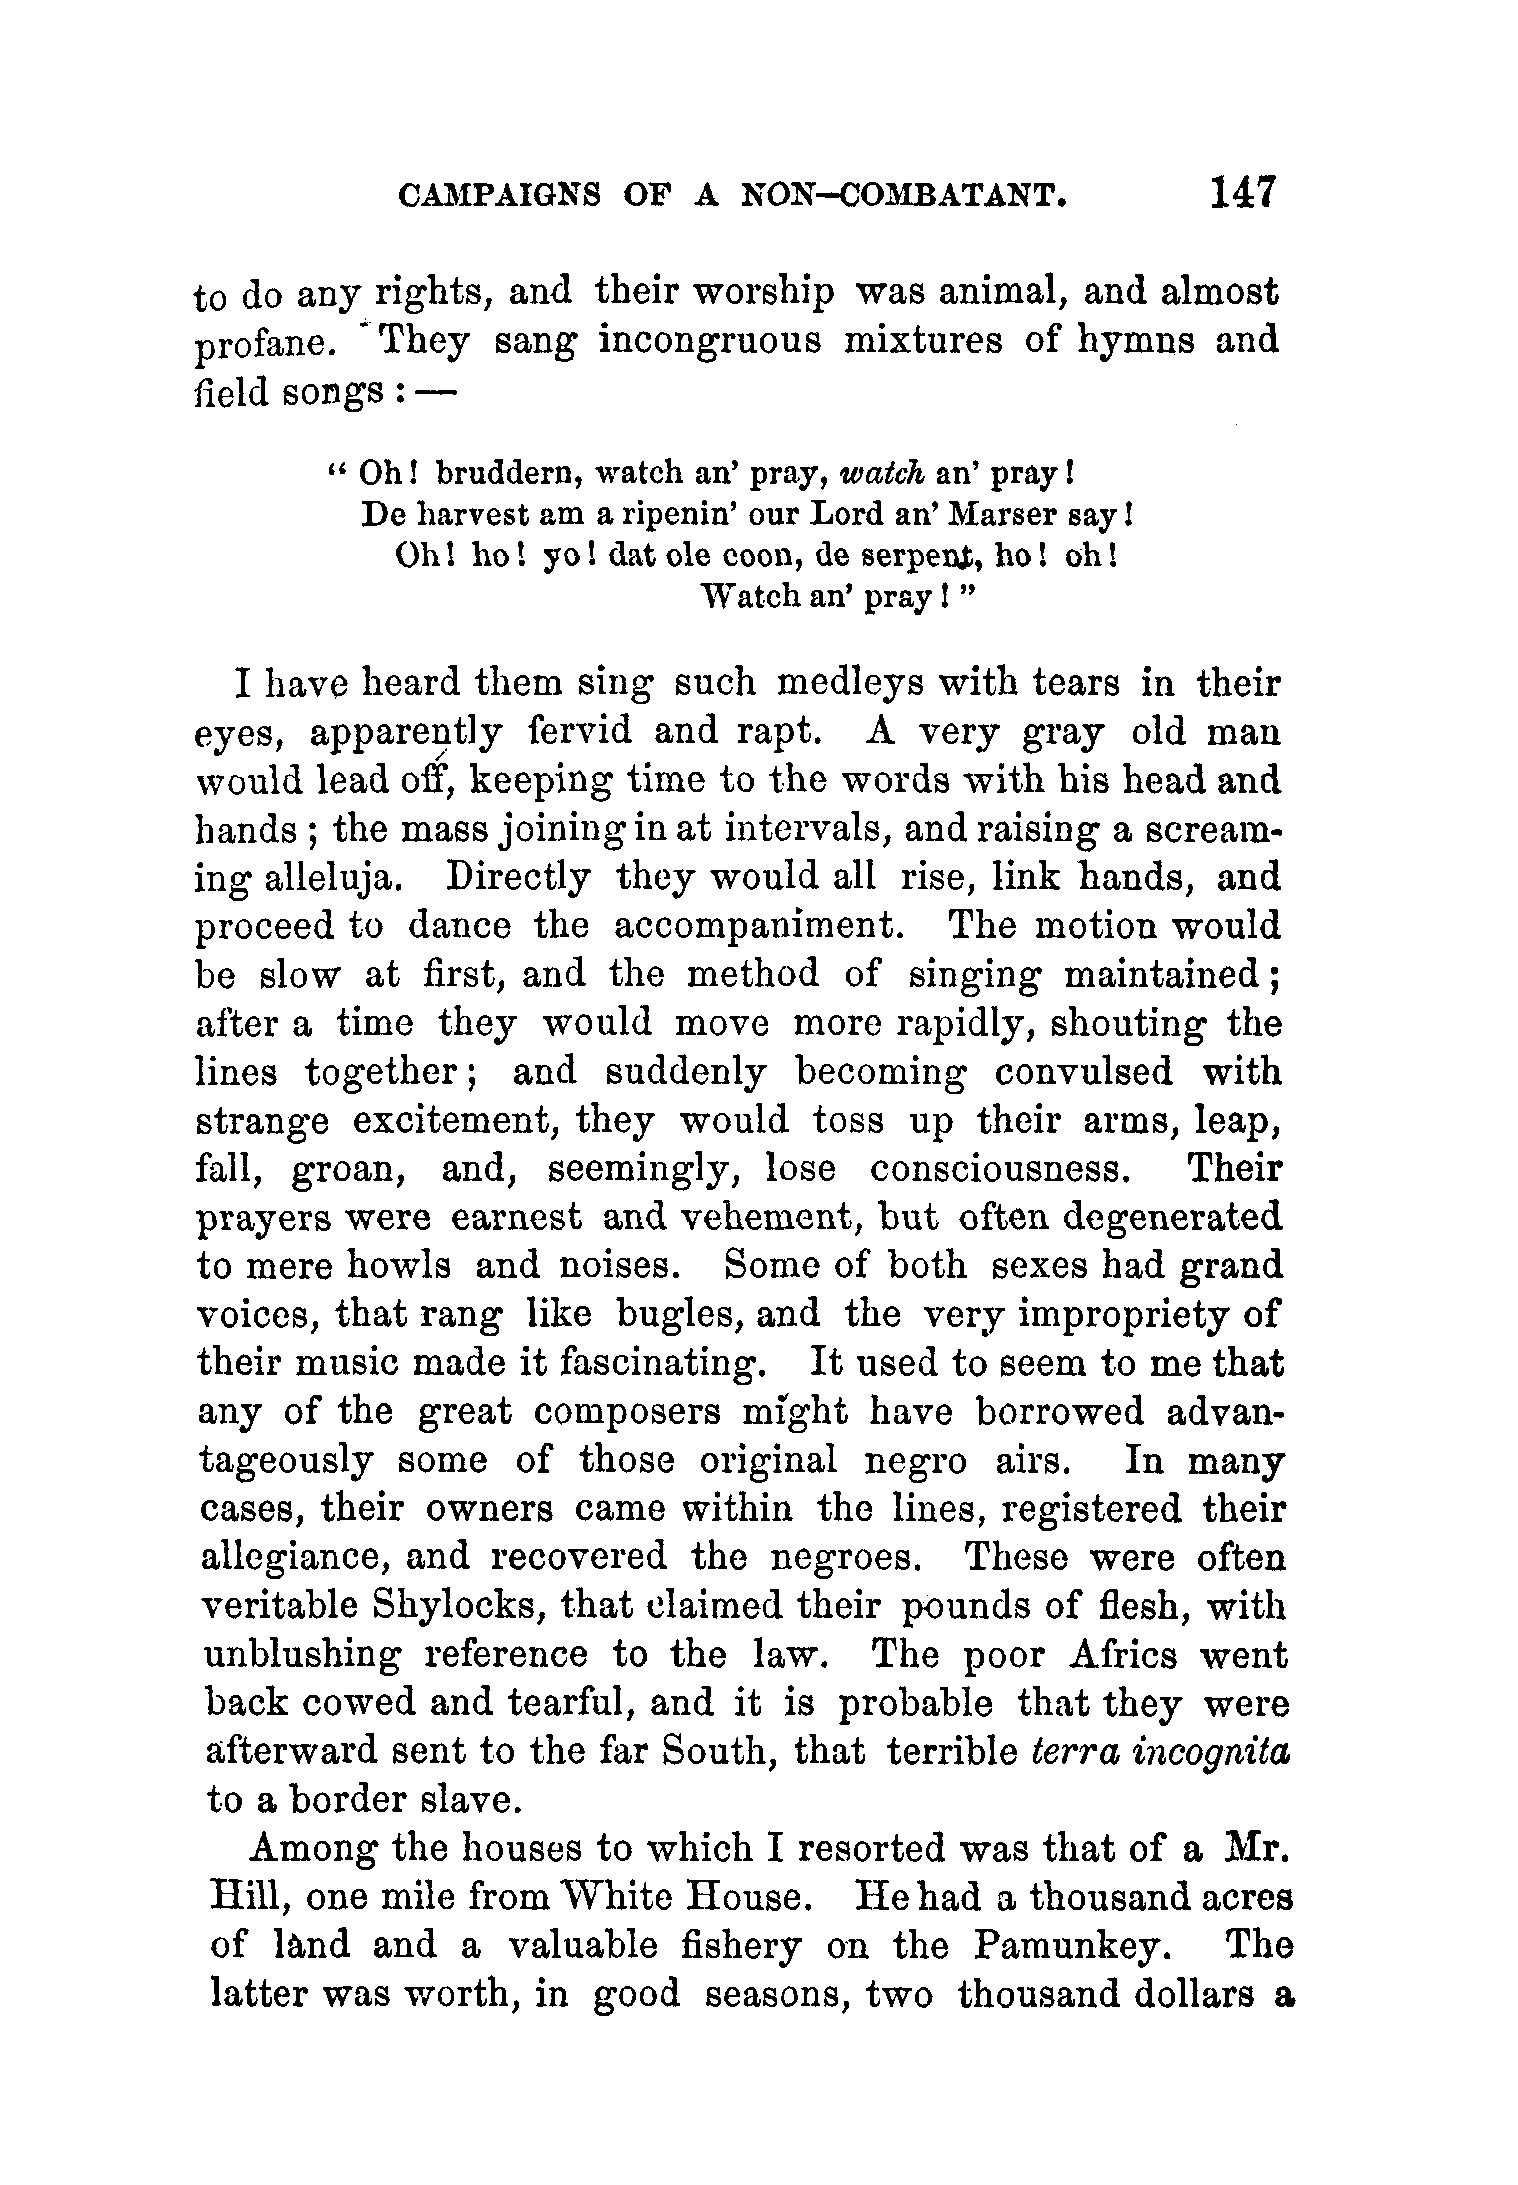 CAMPAIGNS OF A NON-COMBATANT. 147
to do any rights, and their worship was animal, and almost
profane. They sang incongruous mixtures of hymns and
field songs : —
“ Oh! bruddern, watch an’ pray, watch an’ pray!
De harvest am a ripenin’ our Lord an’ Marser say!
Oh! ho! yo! dat ole coon, de serpent, ho! oh!
Watch an’ pray! ”
I have heard them sing such medleys with tears in their
eyes, apparently fervid and rapt. A very gray old man
would lead off, keeping time to the words with his head and
hands ; the mass joining in at intervals, and raising a scream-
ing alleluja. Directly they would all rise, link hands, and
proceed to dance the accompaniment. The motion would
be slow at first, and the method of singing maintained ;
after a time they would move more rapidly, shouting the
lines together ; and suddenly becoming convulsed with
strange excitement, they would toss up their arms, leap,
fall, groan, and, seemingly, lose consciousness. Their
prayers were earnest and vehement, but often degenerated
to mere howls and noises. Some of both sexes had grand
voices, that rang like bugles, and the very impropriety of
their music made it fascinating. It used to seem to me that
any of the great composers might have borrowed advan-
tageously some of those original negro airs. In many
cases, their owners came within the lines, registered their
allegiance, and recovered the negroes. These were often
veritable Shylocks, that claimed their pounds of flesh, with
unblushing reference to the law. The poor Africs went
back cowed and tearful, and it is probable that they were
afterward sent to the far South, that terrible terra incognita
to a border slave.
Among the houses to which I resorted was that of a Mr.
Hill, one mile from White House. He had a thousand acres
of land and a valuable fishery on the Pamunkey. The
latter was worth, in good seasons, two thousand dollars a